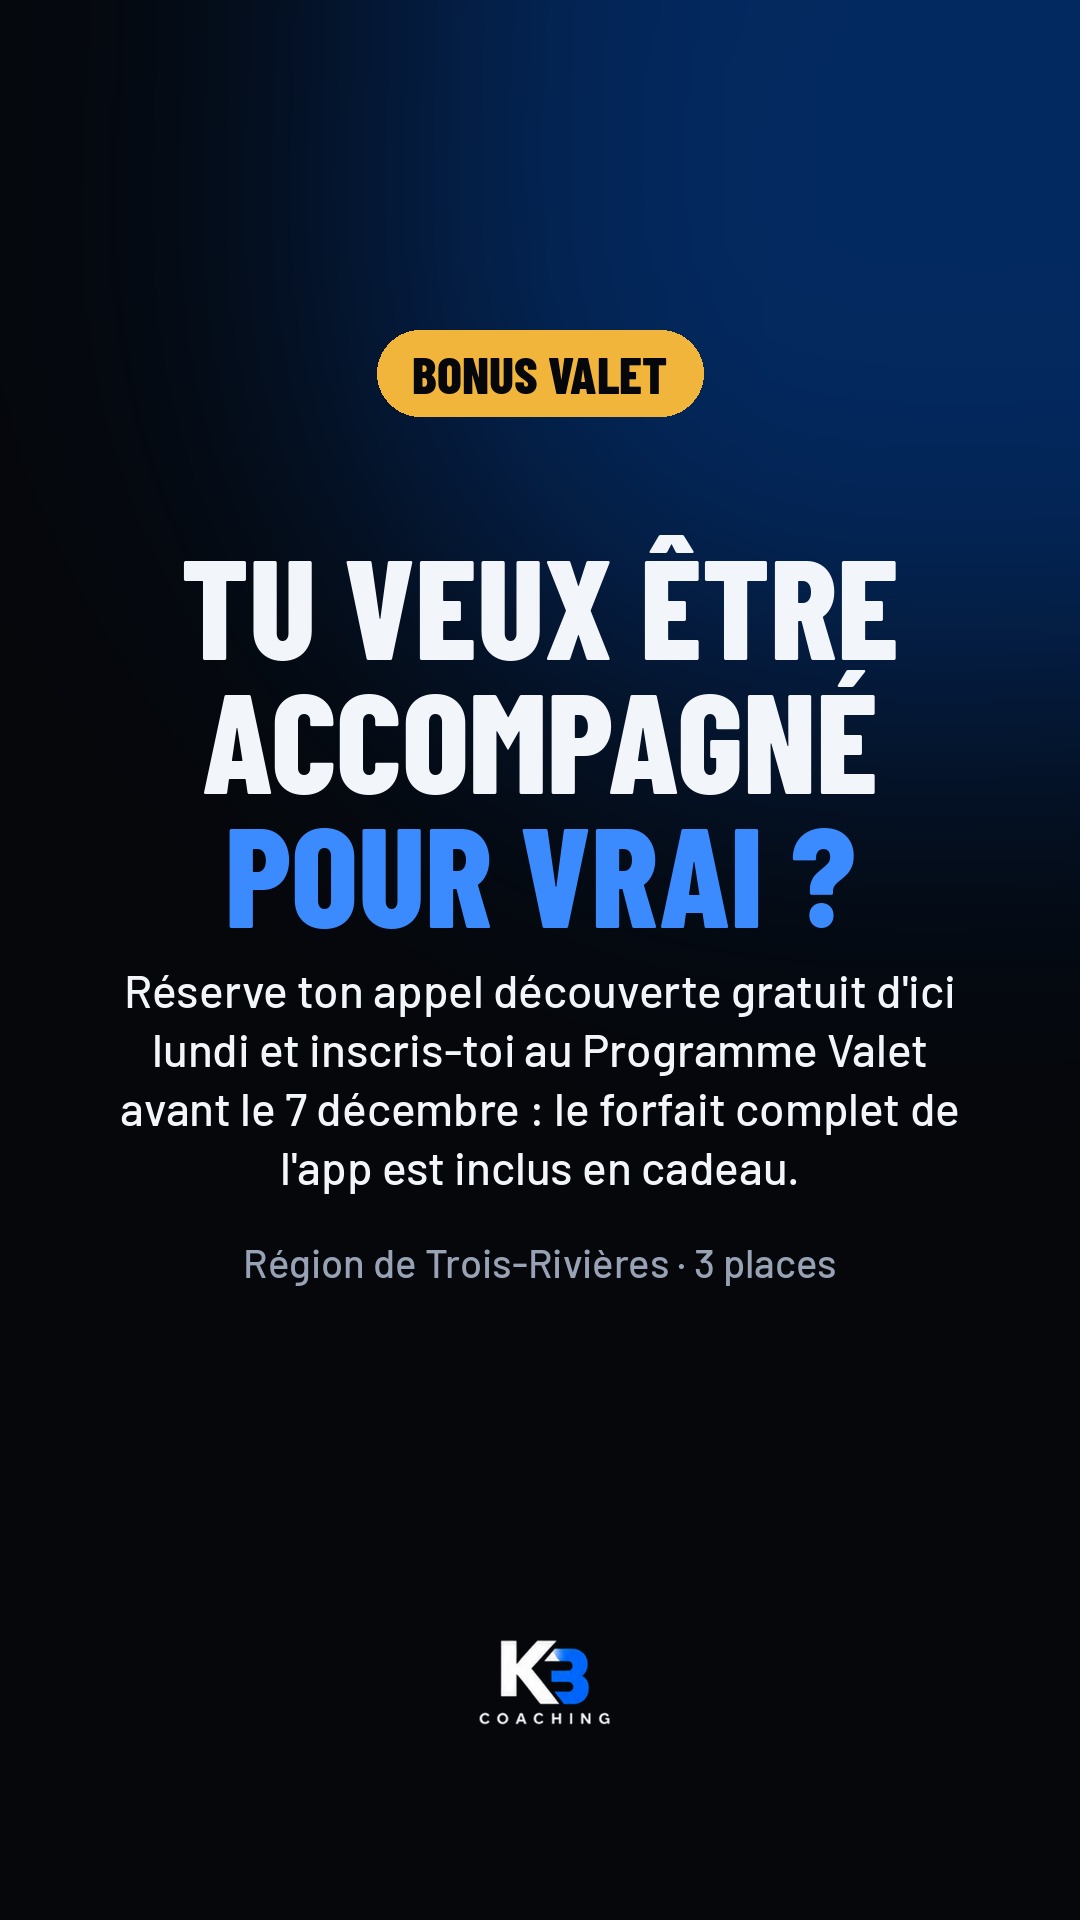 BONUS VALET
TU VEUX ÊTRE
ACCOMPAGNÉ
POUR VRAI ?
Réserve ton appel découverte gratuit d'ici
lundi et inscris-toi au Programme Valet
avant le 7 décembre : le forfait complet de
l'app est inclus en cadeau.
Région de Trois-Rivières · 3 places
KB
COACHING